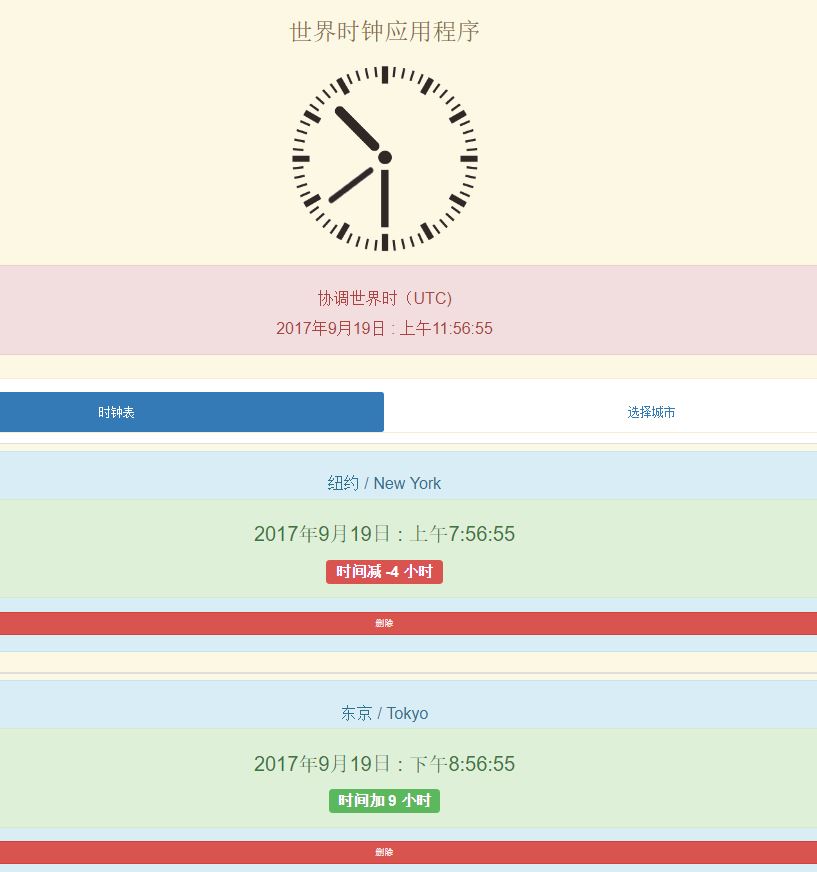 世界时钟应用程序
协调世界时（UTC)
2017年9月19日 : 上午11:56:55
时钟表
选择城市
纽约 / New York
2017年9月19日 : 上午7:56:55
时间减 -4 小时
删除
东京 / Tokyo
2017年9月19日 : 下午8:56:55
时间加 9 小时
删除